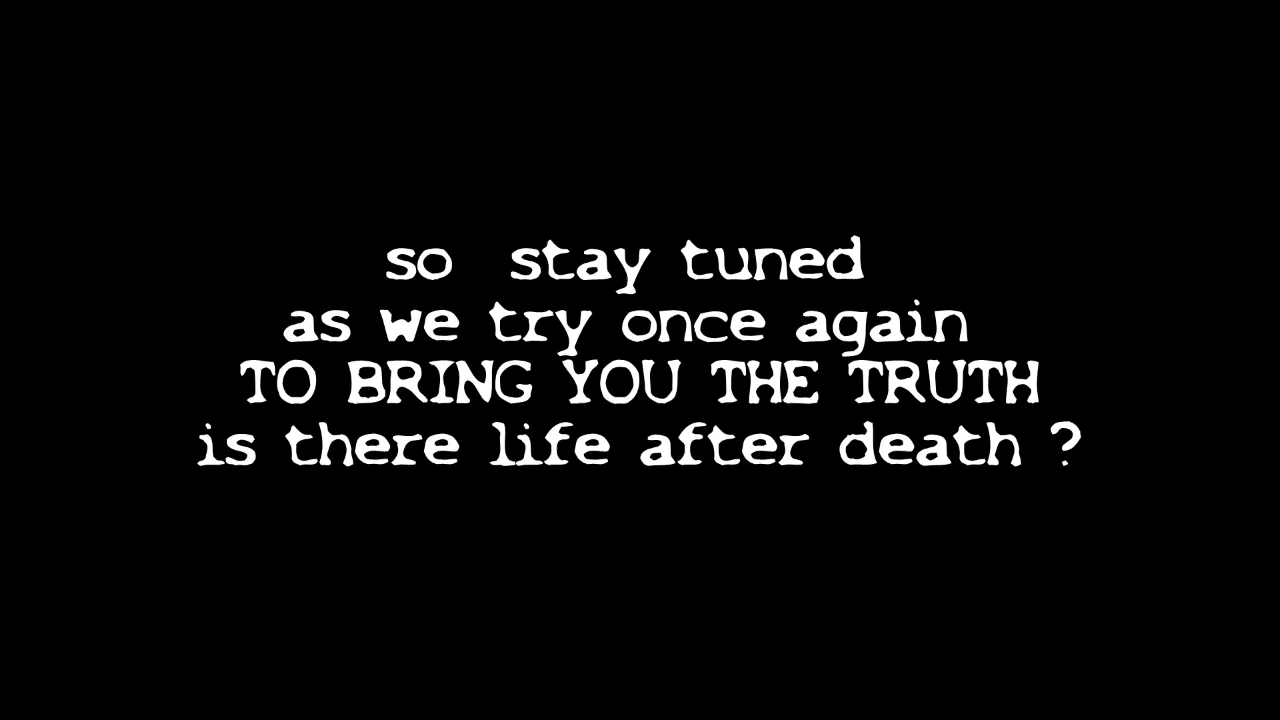 so stay tuned
as we try once again
TO BRING YOU THE TRUTH
is there life after death ?